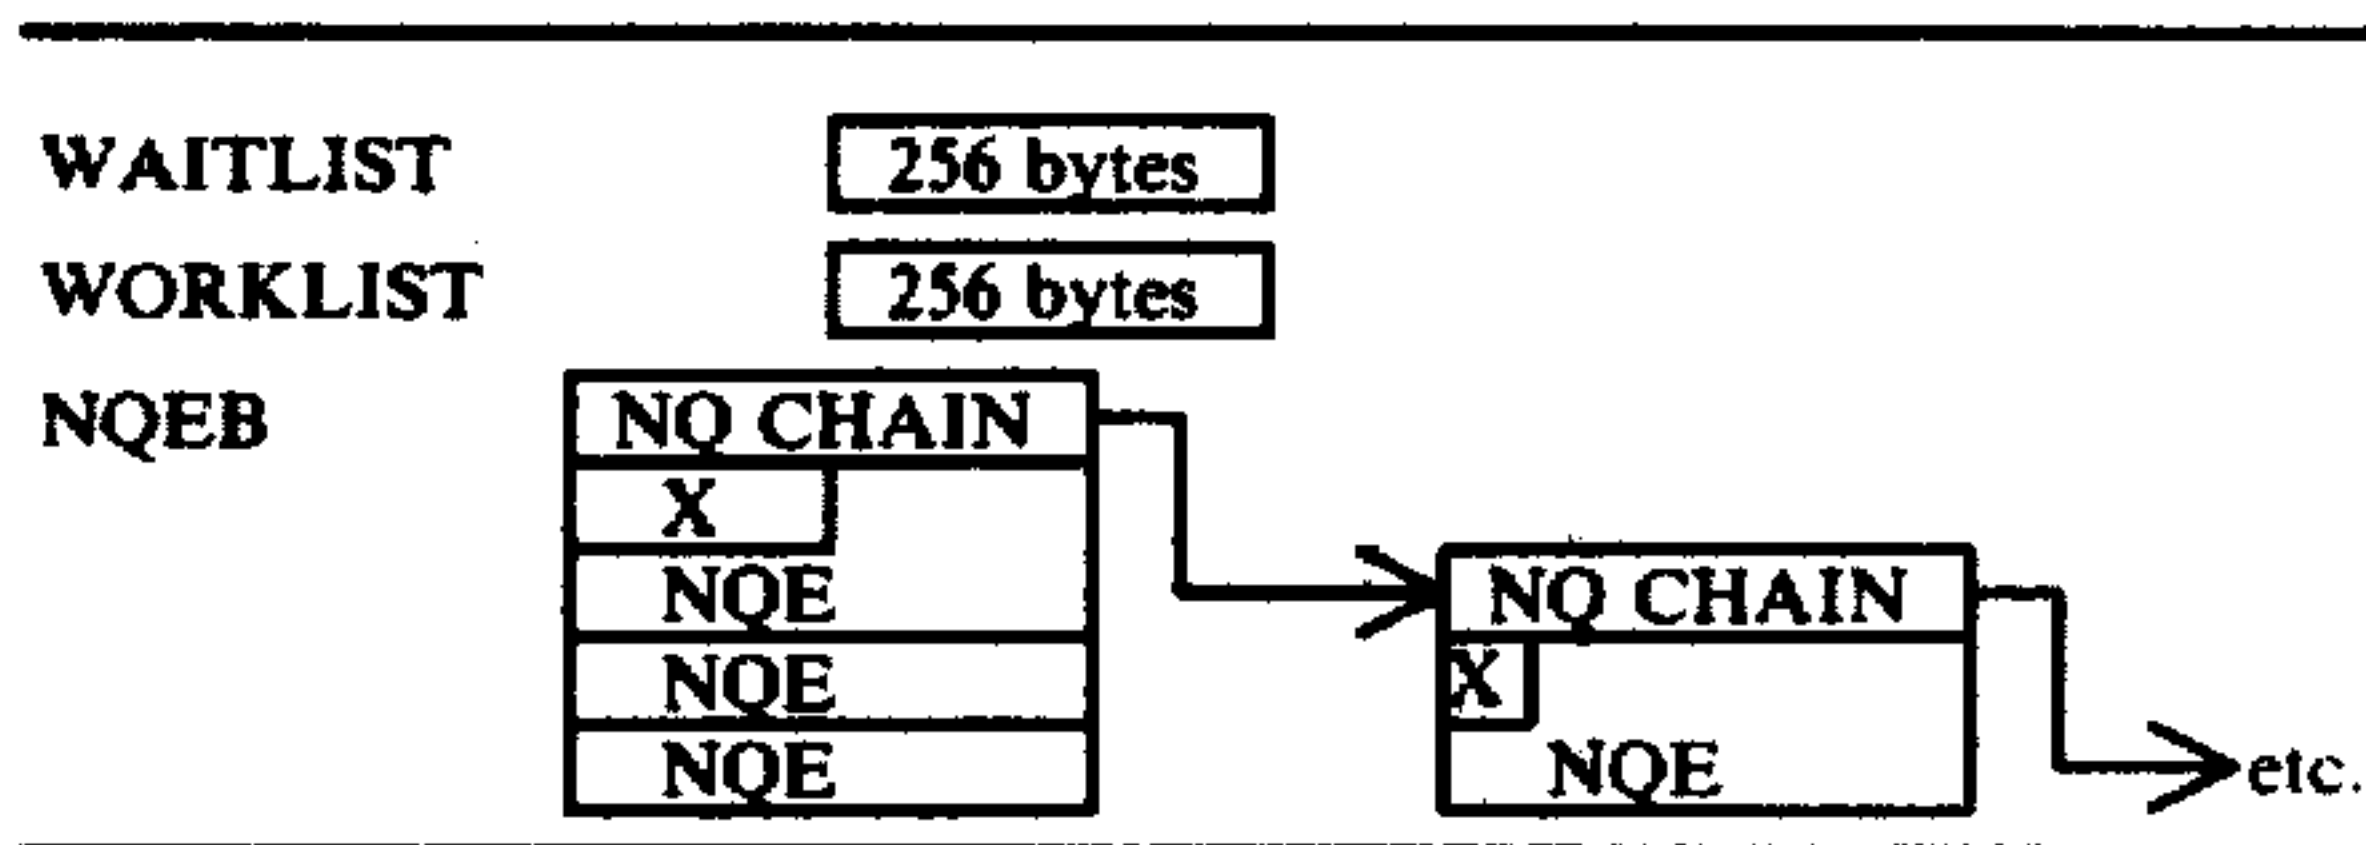 WAITLIST 256 bytes
WORKLIST 256 bytes
NQEB NQ CHAIN
X
NQE NQ CHAIN
NQE X
NQE NQE etc.